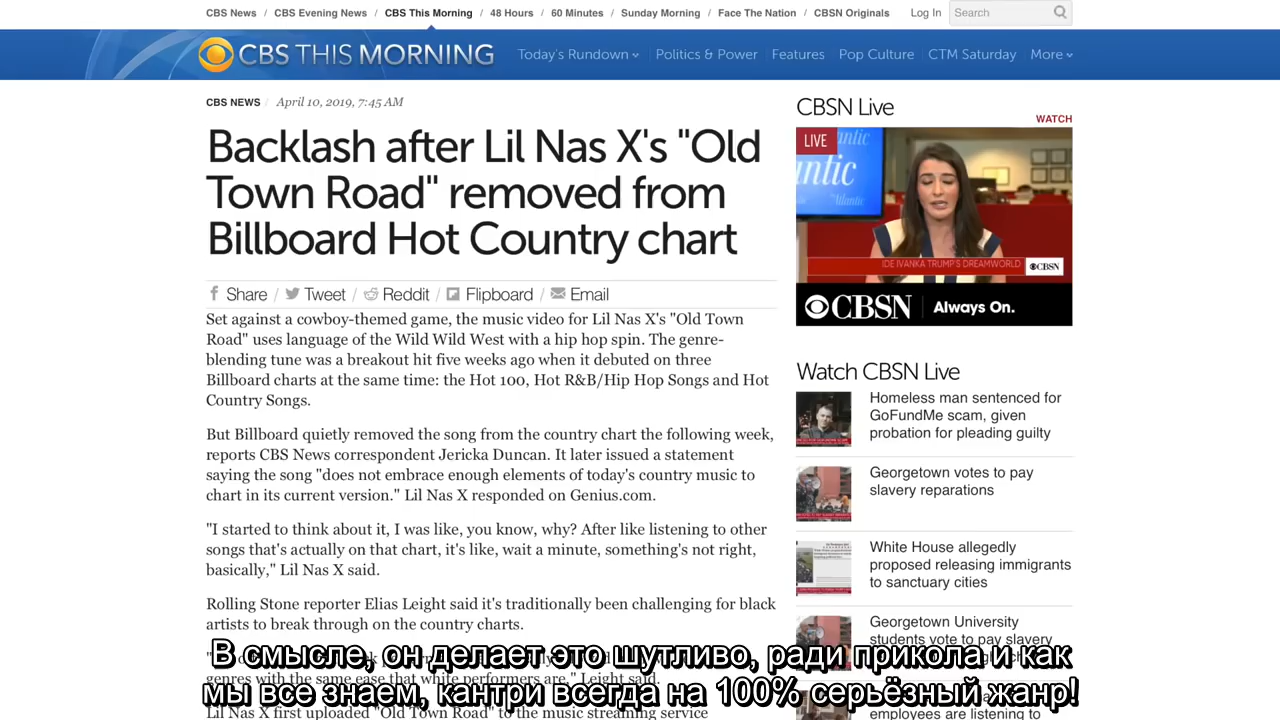 CBS News / CBS Evening News / CBS This Morning / 48 Hours / 60 Minutes / Sunday Morning / Face The Nation / CBSN Originals Log In Search
CBS THIS MORNING Today's Rundown Politics & Power Features Pop Culture CTM Saturday More
CBS NEWS / April 10, 2019, 7:45 AM
Backlash after Lil Nas X's "Old
Town Road" removed from
Billboard Hot Country chart
Share / Tweet / Reddit / Flipboard / Email
Set against a cowboy-themed game, the music video for Lil Nas X's "Old Town
Road" uses language of the Wild Wild West with a hip hop spin. The genre-
blending tune was a breakout hit five weeks ago when it debuted on three
Billboard charts at the same time: the Hot 100, Hot R&B/Hip Hop Songs and Hot
Country Songs.
But Billboard quietly removed the song from the country chart the following week,
reports CBS News correspondent Jericka Duncan. It later issued a statement
saying the song "does not embrace enough elements of today's country music to
chart in its current version." Lil Nas X responded on Genius.com.
"I started to think about it, I was like, you know, why? After like listening to other
songs that's actually on that chart, it's like, wait a minute, something's not right,
basically," Lil Nas X said.
Rolling Stone reporter Elias Leight said it's traditionally been challenging for black
artists to break through on the country charts.
genres with the same ease that white performers are," Leight said.
Lil Nas X first uploaded "Old Town Road" to the music streaming service
CBSN Live
WATCH
LIVE
antic
Atlantic
IDE IVANKA TRUMP'S DREAMWORLD CBSN
CBSN Always On.
Watch CBSN Live
Homeless man sentenced for
GoFundMe scam, given
probation for pleading guilty
Georgetown votes to pay
slavery reparations
White House allegedly
proposed releasing immigrants
to sanctuary cities
Georgetown University
students vote to pay slavery
employees are listening to
В смысле, он делает это шутливо, ради прикола и как
мы все знаем, кантри всегда на 100% серьёзный жанр!